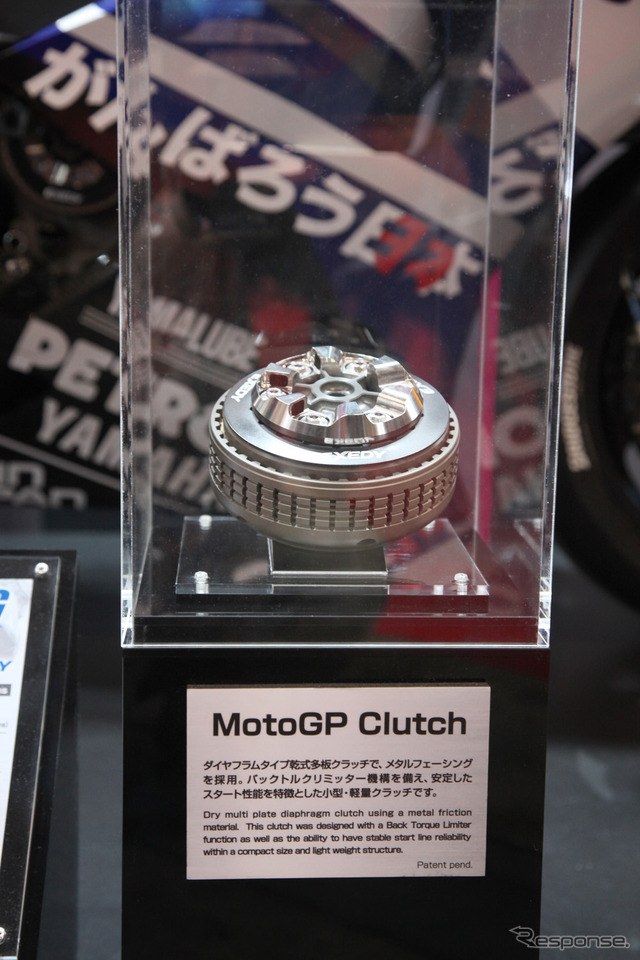 がんばろう日本
YAMALUBE
PETRO
YAMAHA
XEDY
MotoGP Clutch
ダイヤフラムタイプ乾式多板クラッチで、メタルフェーシング
を採用。バックトルクリミッター機構を備え、安定した
スタート性能を特徴とした小型・軽量クラッチです。
Dry multi plate diaphragm clutch using a metal friction
material. This clutch was designed with a Back Torque Limiter
function as well as the ability to have stable start line reliability
within a compact size and light weight structure.
Patent pend.
Response.